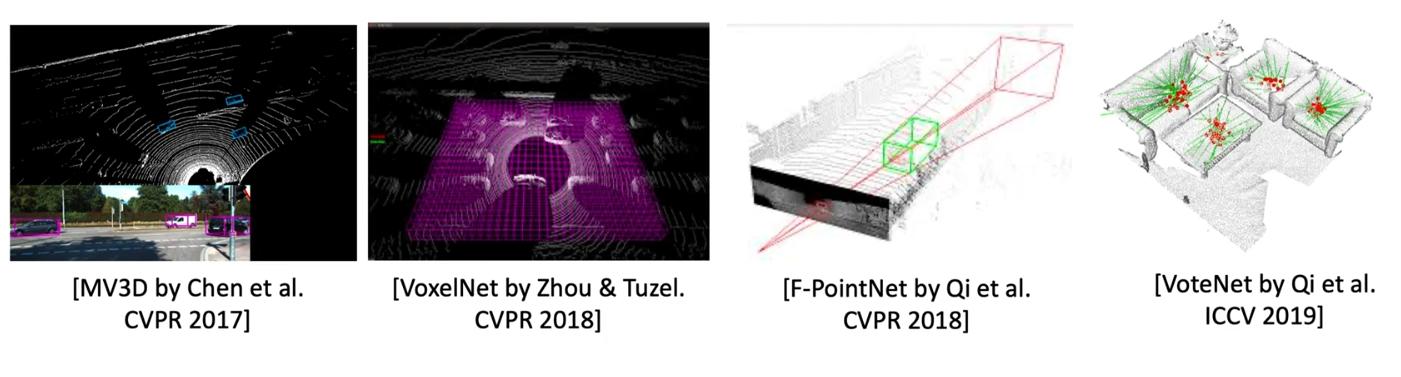 [MV3D by Chen et al.
CVPR 2017]
[VoxelNet by Zhou & Tuzel.
CVPR 2018]
[F-PointNet by Qi et al.
CVPR 2018]
[VoteNet by Qi et al.
ICCV 2019]